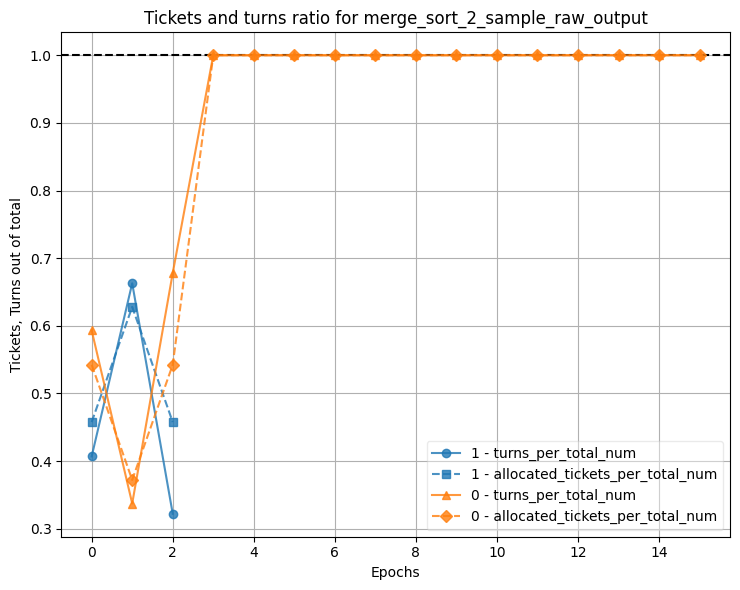 Tickets and turns ratio for merge_sort_2_sample_raw_output
Tickets, Turns out of total
1.0
0.9
0.8
0.7
0.6
0.5
0.4
0.3
1 - turns_per_total_num
1 - allocated_tickets_per_total_num
0 - turns_per_total_num
0 - allocated_tickets_per_total_num
0 2 4 6 8 10 12 14
Epochs